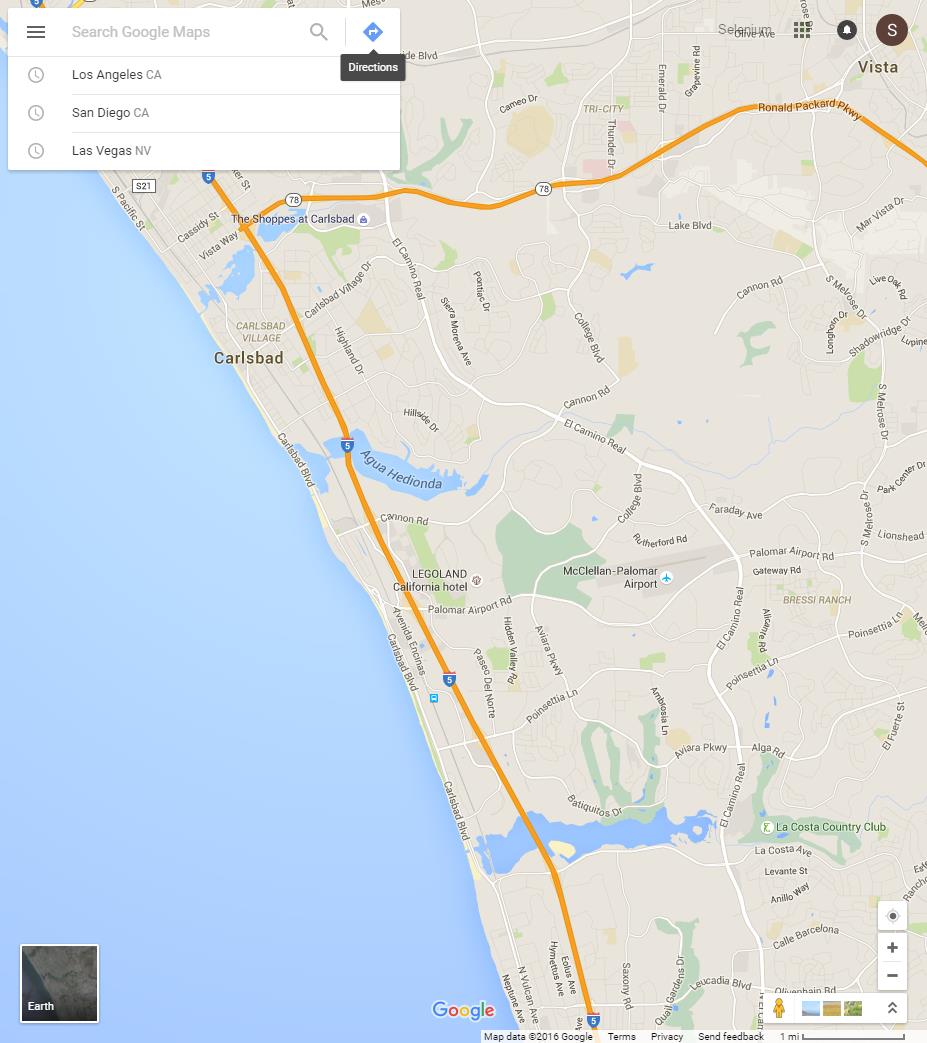 Search Google Maps
Directions
Los Angeles CA
San Diego CA
Las Vegas NV
Selenium
S
Olive Ave
Vista
Grapevine Rd
Emerald Dr
TRI-CITY
Cameo Dr
Thunder Dr
Ronald Packard Pkwy
S21
5
78
78
S Pacific St
Cassidy St
Vista Way
The Shoppes at Carlsbad
Lake Blvd
Mar Vista Dr
El Camino Real
Carlsbad Village Dr
Pontiac Dr
Sierra Morena Ave
Cannon Rd
S Melrose Dr
Live Oak Rd
Longhorn Dr
Shadowridge Dr
College Blvd
CARLSBAD
VILLAGE
Carlsbad
Highland Dr
Cannon Rd
S Melrose Dr
Hillside Dr
El Camino Real
5
Agua Hedionda
Carlsbad Blvd
Park Center Dr
College Blvd
S Melrose Dr
Cannon Rd
Faraday Ave
Rutherford Rd
Lionshead
Palomar Airport Rd
Gateway Rd
LEGOLAND
California hotel
McClellan-Palomar
Airport
BRESSI RANCH
Palomar Airport Rd
El Camino Real
Alicante Rd
Poinsettia Ln
Avenida Encinas
Carlsbad Blvd
Hidden Valley Rd
Aviara Pkwy
Paseo Del Norte
Poinsettia Ln
5
Poinsettia Ln
Ambrosia Ln
El Fuerte St
Aviara Pkwy
Alga Rd
El Camino Real
Carlsbad Blvd
Batiquitos Dr
La Costa Country Club
La Costa Ave
Levante St
Anillo Way
Calle Barcelona
Hymettus Ave
Eolus Ave
N Vulcan Ave
Neptune Ave
Saxony Rd
Quail Gardens Dr
Leucadia Blvd
Olivenhain Rd
Earth
Google
5
Map data ©2016 Google
Terms
Privacy
Send feedback
1 mi